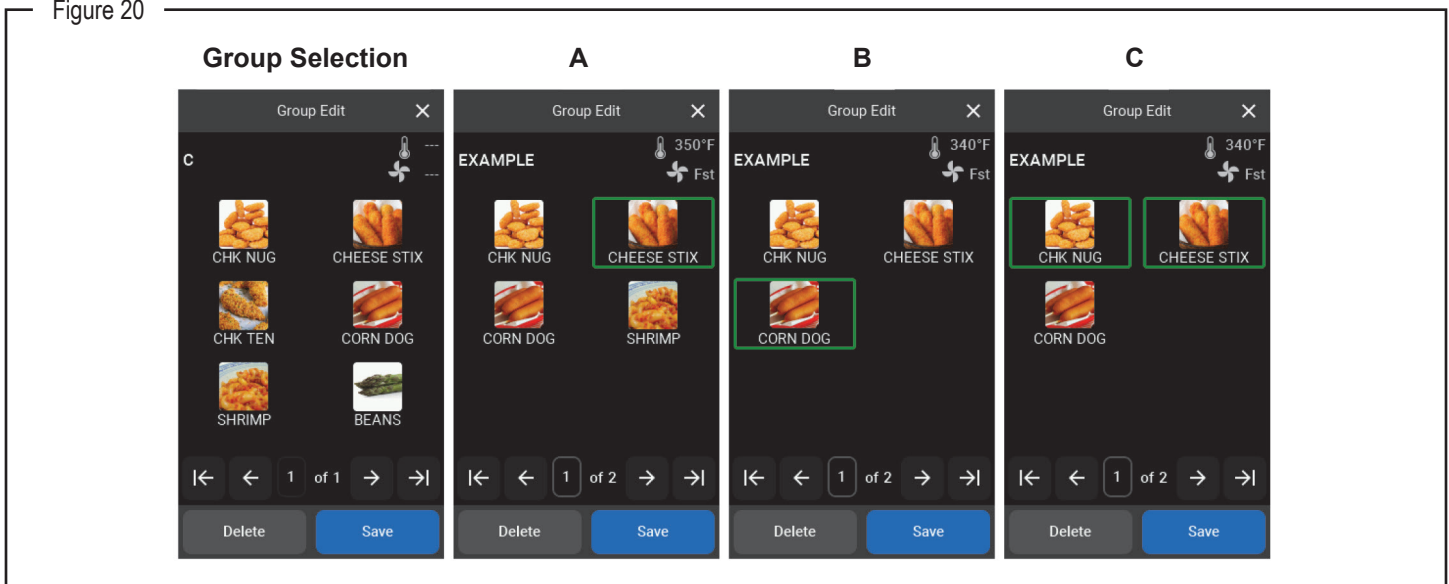 Figure 20
Group Selection
A
B
C
Group Edit
C
---
---
CHK NUG
CHEESE STIX
CHK TEN
CORN DOG
SHRIMP
BEANS
1 of 1
Delete
Save
Group Edit
EXAMPLE
350°F
Fst
CHK NUG
CHEESE STIX
CORN DOG
SHRIMP
1 of 2
Delete
Save
Group Edit
EXAMPLE
340°F
Fst
CHK NUG
CHEESE STIX
CORN DOG
1 of 2
Delete
Save
Group Edit
EXAMPLE
340°F
Fst
CHK NUG
CHEESE STIX
CORN DOG
1 of 2
Delete
Save